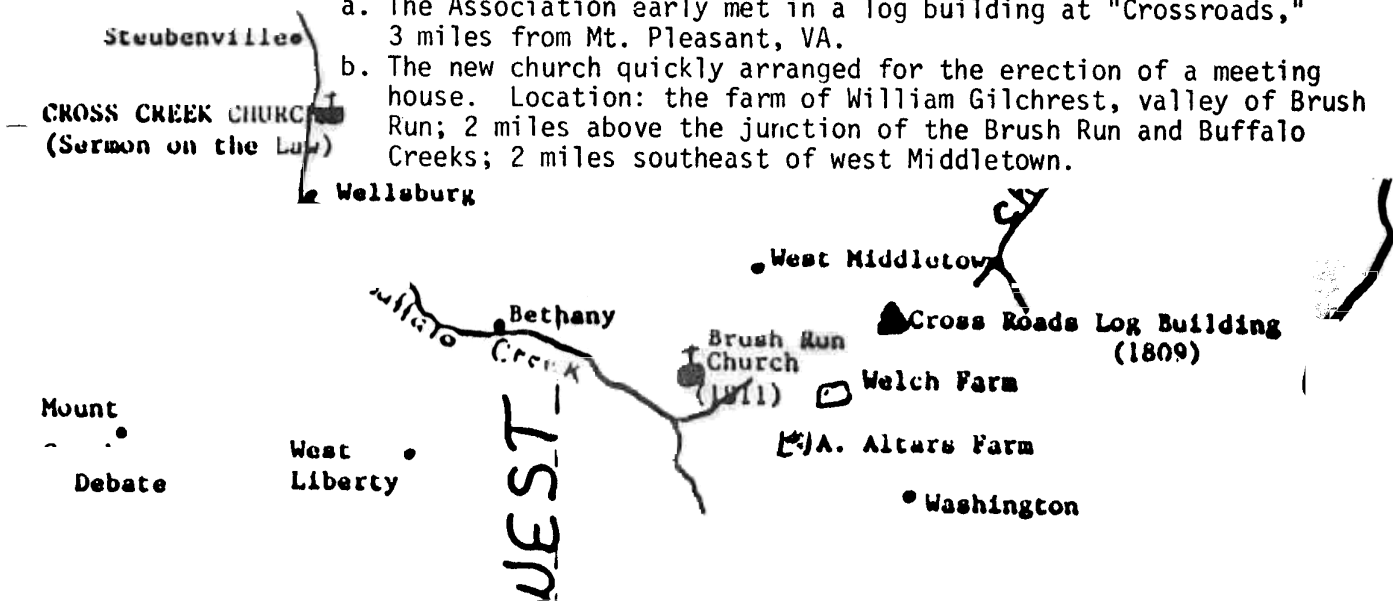 a. The Association early met in a log building at "Crossroads,"
3 miles from Mt. Pleasant, VA.
b. The new church quickly arranged for the erection of a meeting
house. Location: the farm of William Gilchrest, valley of Brush
Run; 2 miles above the junction of the Brush Run and Buffalo
Creeks; 2 miles southeast of west Middletown.
Steubenville
CROSS CREEK CHURC
(Sermon on the Law)
Wellsburg
West Middletown
Bethany
Creek
Cross Roads Log Building
(1809)
Brush Run
Church
(1811)
Welch Farm
A. Altars Farm
Mount
Debate
West
Liberty
Washington
WEST